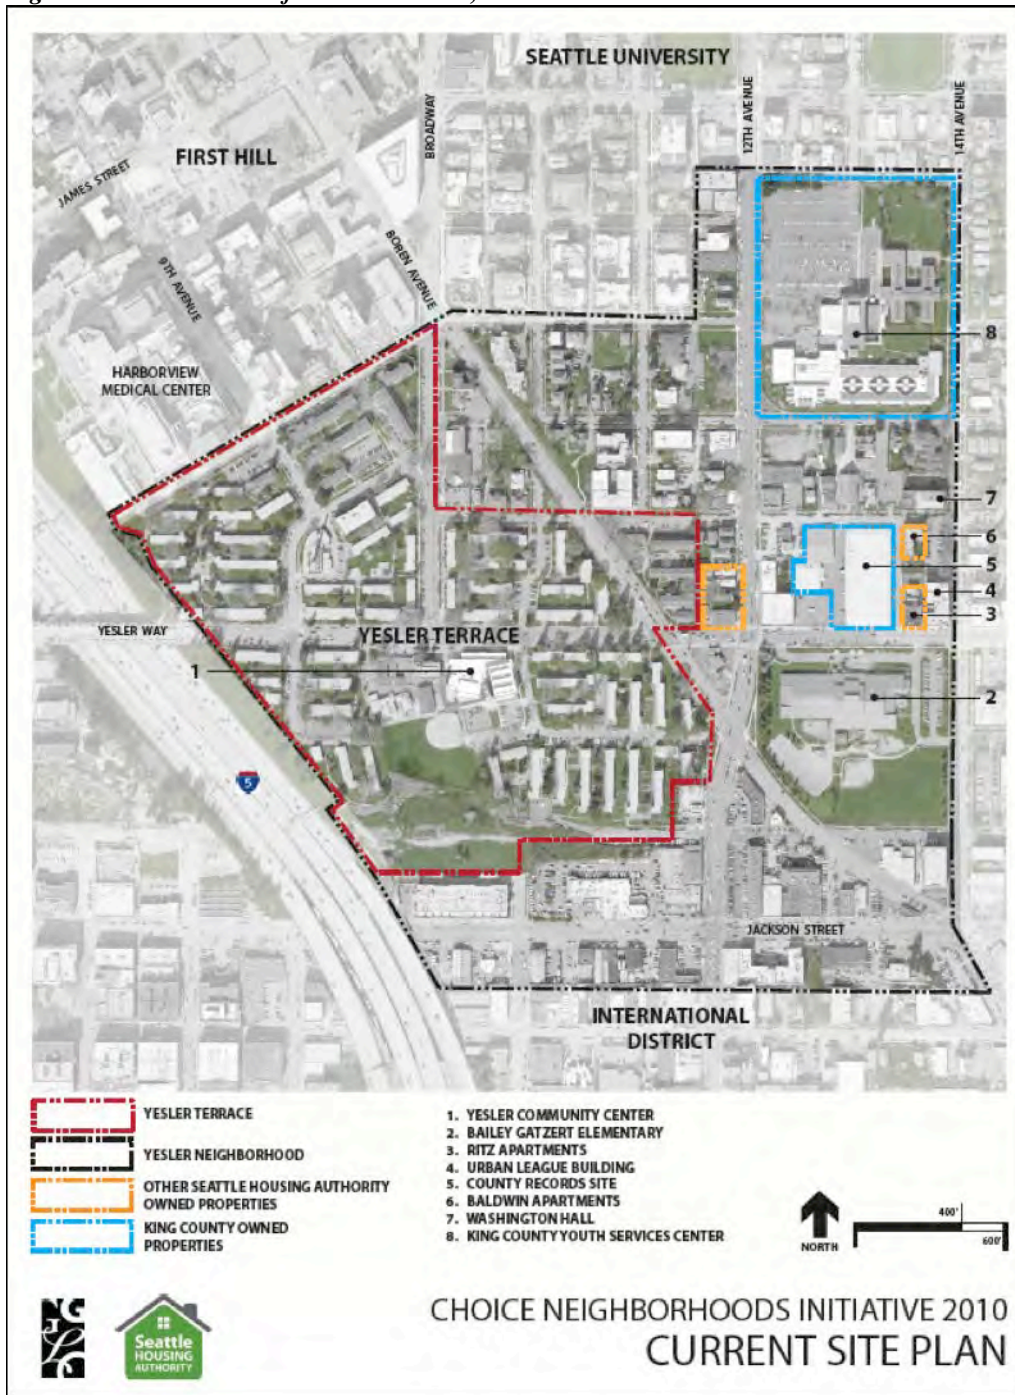 SEATTLE UNIVERSITY
FIRST HILL
BROADWAY
12TH AVENUE
14TH AVENUE
JAMES STREET
9TH AVENUE
BOREN AVENUE
HARBORVIEW
MEDICAL CENTER
8
7
6
5
4
3
YESLER WAY
YESLER TERRACE
1
2
5
JACKSON STREET
INTERNATIONAL
DISTRICT
YESLER TERRACE
YESLER NEIGHBORHOOD
OTHER SEATTLE HOUSING AUTHORITY
OWNED PROPERTIES
KING COUNTY OWNED
PROPERTIES
1. YESLER COMMUNITY CENTER
2. BAILEY GATZERT ELEMENTARY
3. RITZ APARTMENTS
4. URBAN LEAGUE BUILDING
5. COUNTY RECORDS SITE
6. BALDWIN APARTMENTS
7. WASHINGTON HALL
8. KING COUNTY YOUTH SERVICES CENTER
NORTH
400'
600'
Seattle
HOUSING
AUTHORITY
CHOICE NEIGHBORHOODS INITIATIVE 2010
CURRENT SITE PLAN